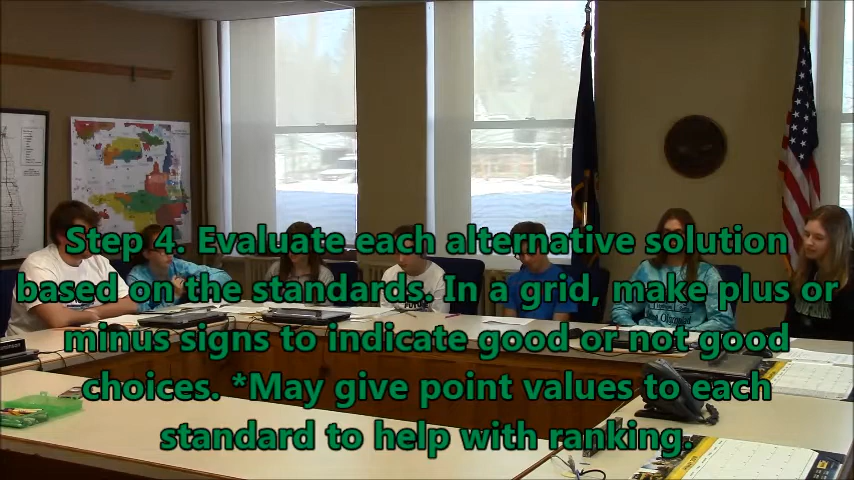 Step 4. Evaluate each alternative solution
based on the standards. In a grid, make plus or
minus signs to indicate good or not good
choices. *May give point values to each
standard to help with ranking.